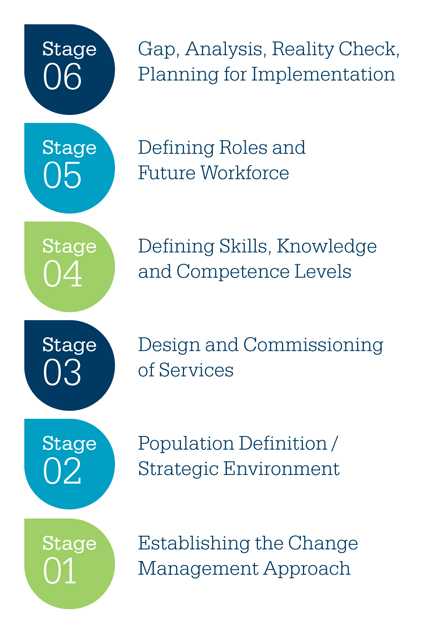 Stage
06
Gap, Analysis, Reality Check,
Planning for Implementation
Stage
05
Defining Roles and
Future Workforce
Stage
04
Defining Skills, Knowledge
and Competence Levels
Stage
03
Design and Commissioning
of Services
Stage
02
Population Definition /
Strategic Environment
Stage
01
Establishing the Change
Management Approach